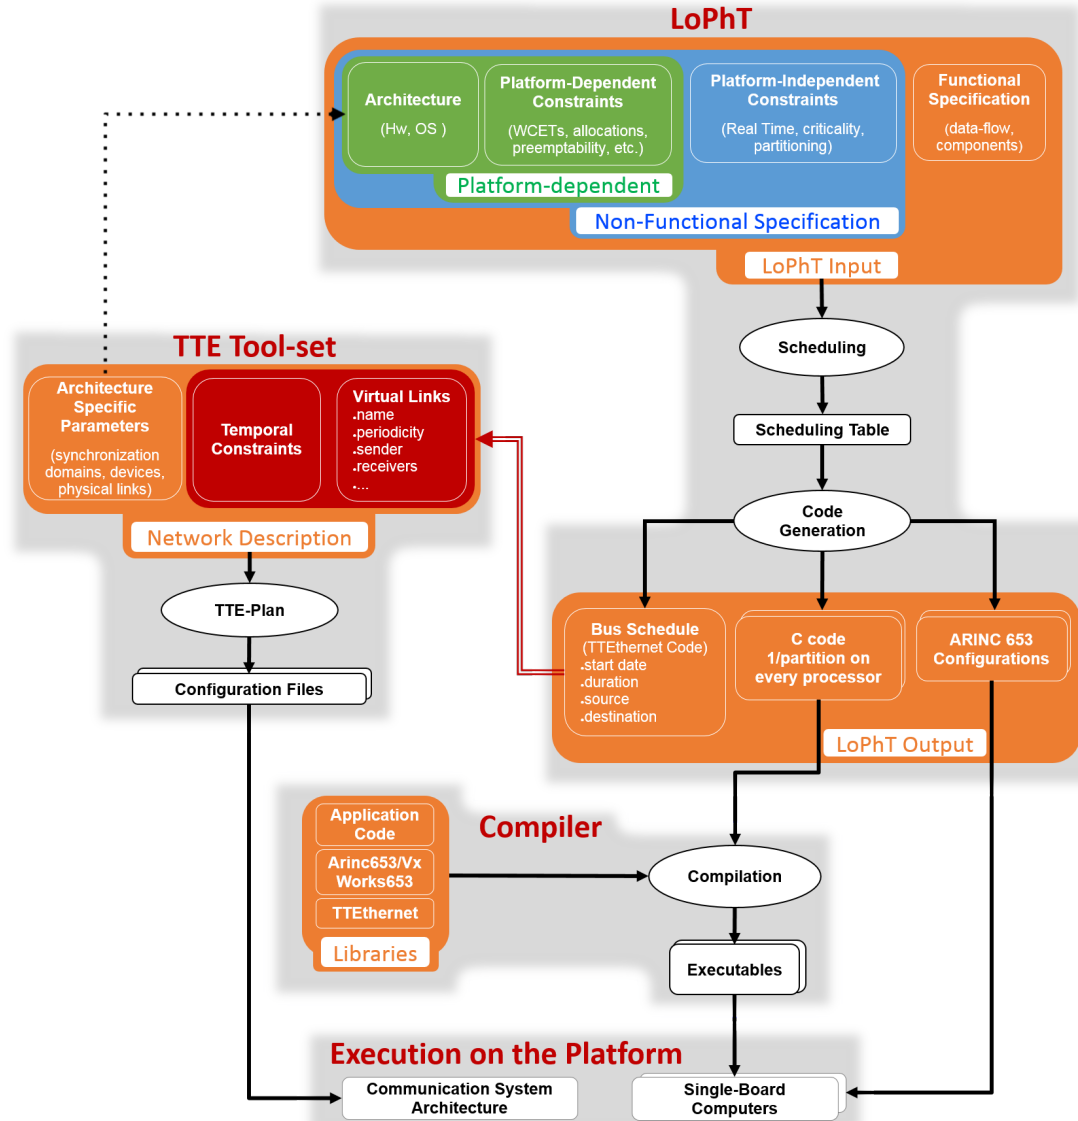 LoPhT
Architecture
(Hw, OS )
Platform-Dependent
Constraints
(WCETs, allocations,
preemptability, etc.)
Platform-Independent
Constraints
(Real Time, criticality,
partitioning)
Functional
Specification
(data-flow,
components)
Platform-dependent
Non-Functional Specification
LoPhT Input
Scheduling
Scheduling Table
Code
Generation
TTE Tool-set
Architecture
Specific
Parameters
(synchronization
domains, devices,
physical links)
Temporal
Constraints
Virtual Links
.name
.periodicity
.sender
.receivers
....
Network Description
TTE-Plan
Configuration Files
Bus Schedule
(TTEthernet Code)
.start date
.duration
.source
.destination
C code
1/partition on
every processor
ARINC 653
Configurations
LoPhT Output
Compiler
Application
Code
Arinc653/Vx
Works653
TTEthernet
Libraries
Compilation
Executables
Execution on the Platform
Communication System
Architecture
Single-Board
Computers